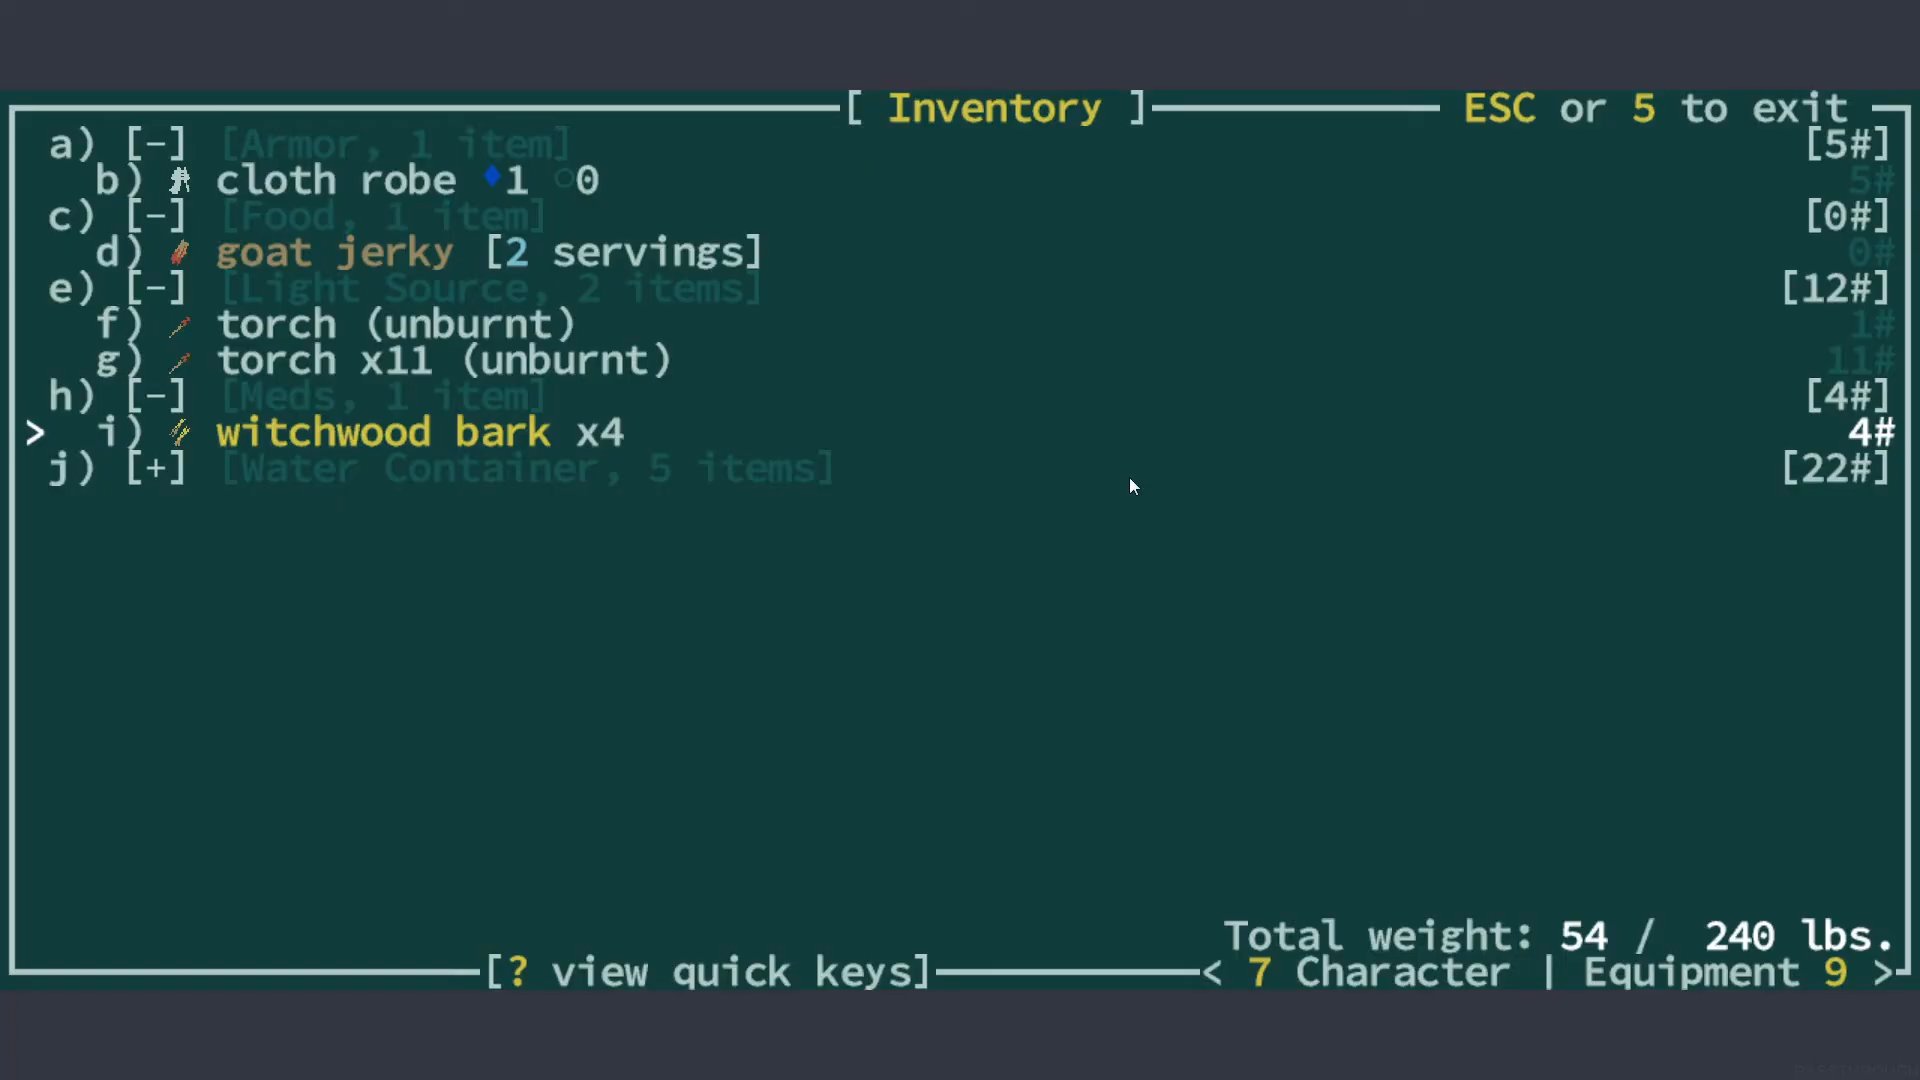 [ Inventory ] ESC or 5 to exit
a) [-] [Armor, 1 item] [5#]
b) cloth robe ♦1 ○0 5#
c) [-] [Food, 1 item] [0#]
d) goat jerky [2 servings] 0#
e) [-] [Light Source, 2 items] [12#]
f) torch (unburnt) 1#
g) torch x11 (unburnt) 11#
h) [-] [Meds, 1 item] [4#]
> i) witchwood bark x4 4#
j) [+] [Water Container, 5 items] [22#]
Total weight: 54 / 240 lbs.
[? view quick keys] < 7 Character | Equipment 9 >